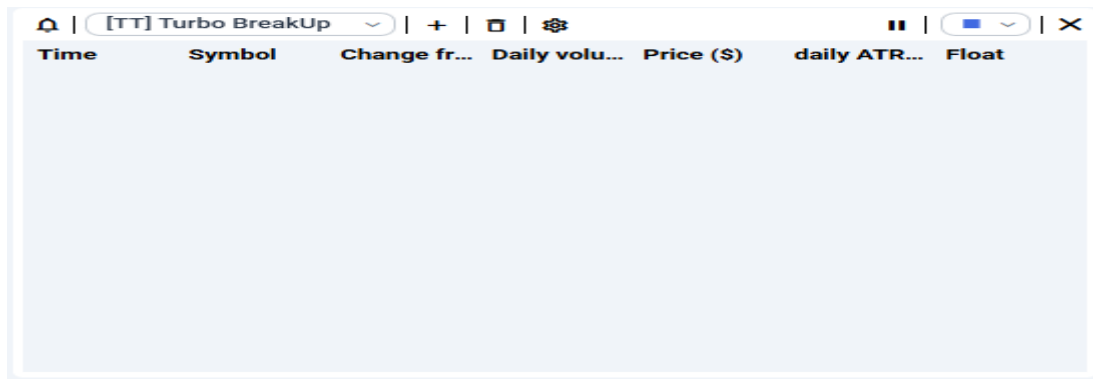 [TT] Turbo BreakUp
Time Symbol Change fr... Daily volu... Price ($) daily ATR... Float